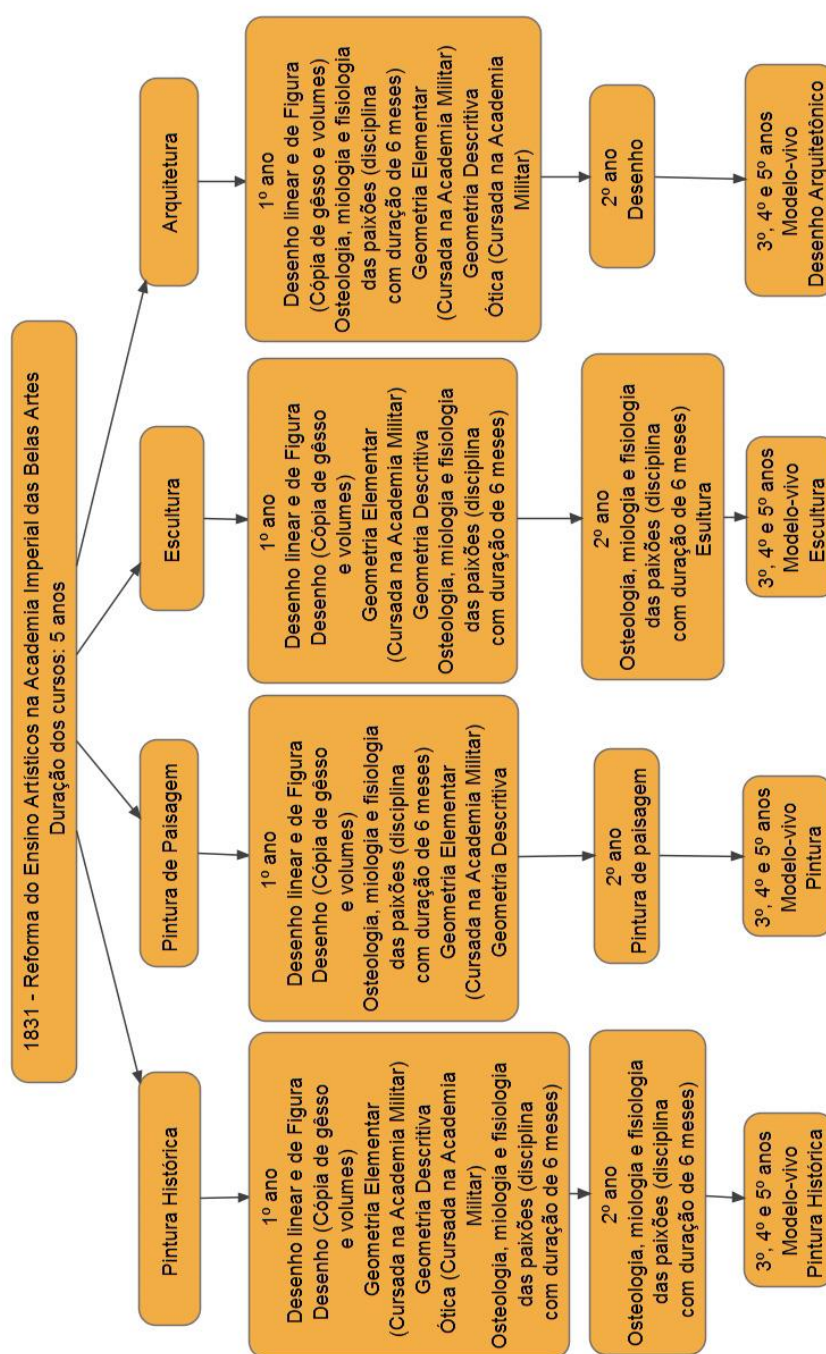 1831 - Reforma do Ensino Artísticos na Academia Imperial das Belas Artes
Duração dos cursos: 5 anos
Pintura Histórica
1º ano
Desenho linear e de Figura
Desenho (Cópia de gêsso
e volumes)
Geometria Elementar
(Cursada na Academia Militar)
Geometria Descritiva
Ótica (Cursada na Academia
Militar)
Osteologia, miologia e fisiologia
das paixões (disciplina
com duração de 6 meses)
2º ano
Osteologia, miologia e fisiologia
das paixões (disciplina
com duração de 6 meses)
3º, 4º e 5º anos
Modelo-vivo
Pintura Histórica
Pintura de Paisagem
1º ano
Desenho linear e de Figura
Desenho (Cópia de gêsso
e volumes)
Osteologia, miologia e fisiologia
das paixões (disciplina
com duração de 6 meses)
Geometria Elementar
(Cursada na Academia Militar)
Geometria Descritiva
2º ano
Pintura de paisagem
3º, 4º e 5º anos
Modelo-vivo
Pintura
Escultura
1º ano
Desenho linear e de Figura
Desenho (Cópia de gêsso
e volumes)
Geometria Elementar
(Cursada na Academia Militar)
Geometria Descritiva
Osteologia, miologia e fisiologia
das paixões (disciplina
com duração de 6 meses)
2º ano
Osteologia, miologia e fisiologia
das paixões (disciplina
com duração de 6 meses)
Esultura
3º, 4º e 5º anos
Modelo-vivo
Escultura
Arquitetura
1º ano
Desenho linear e de Figura
(Cópia de gêsso e volumes)
Osteologia, miologia e fisiologia
das paixões (disciplina
com duração de 6 meses)
Geometria Elementar
(Cursada na Academia Militar)
Geometria Descritiva
Ótica (Cursada na Academia
Militar)
2º ano
Desenho
3º, 4º e 5º anos
Modelo-vivo
Desenho Arquitetônico